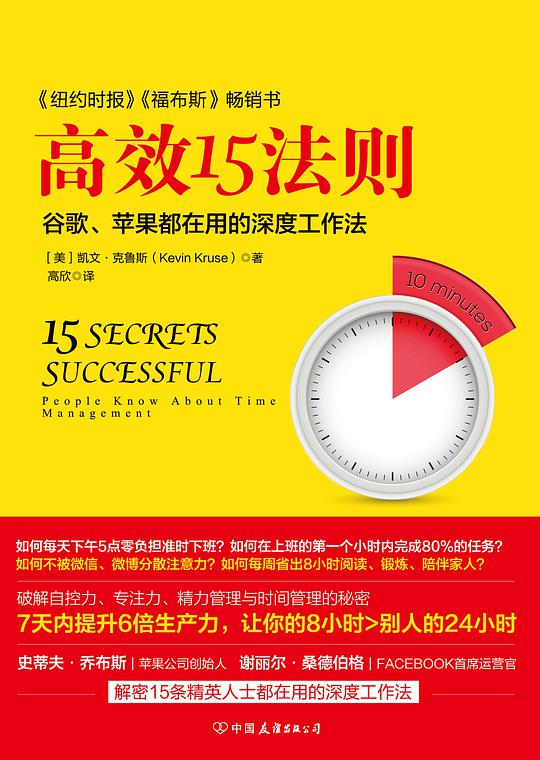 《纽约时报》《福布斯》畅销书
高效15法则
谷歌、苹果都在用的深度工作法
[美] 凯文·克鲁斯（Kevin Kruse）◎著
高欣◎译
10 minutes
15 SECRETS
SUCCESSFUL
People Know About Time
Management
如何每天下午5点零负担准时下班？如何在上班的第一个小时内完成80%的任务？
如何不被微信、微博分散注意力？如何每周省出8小时阅读、锻炼、陪伴家人？
破解自控力、专注力、精力管理与时间管理的秘密
7天内提升6倍生产力，让你的8小时>别人的24小时
史蒂夫·乔布斯|苹果公司创始人 谢丽尔·桑德伯格|FACEBOOK首席运营官
解密15条精英人士都在用的深度工作法
中国友谊出版公司